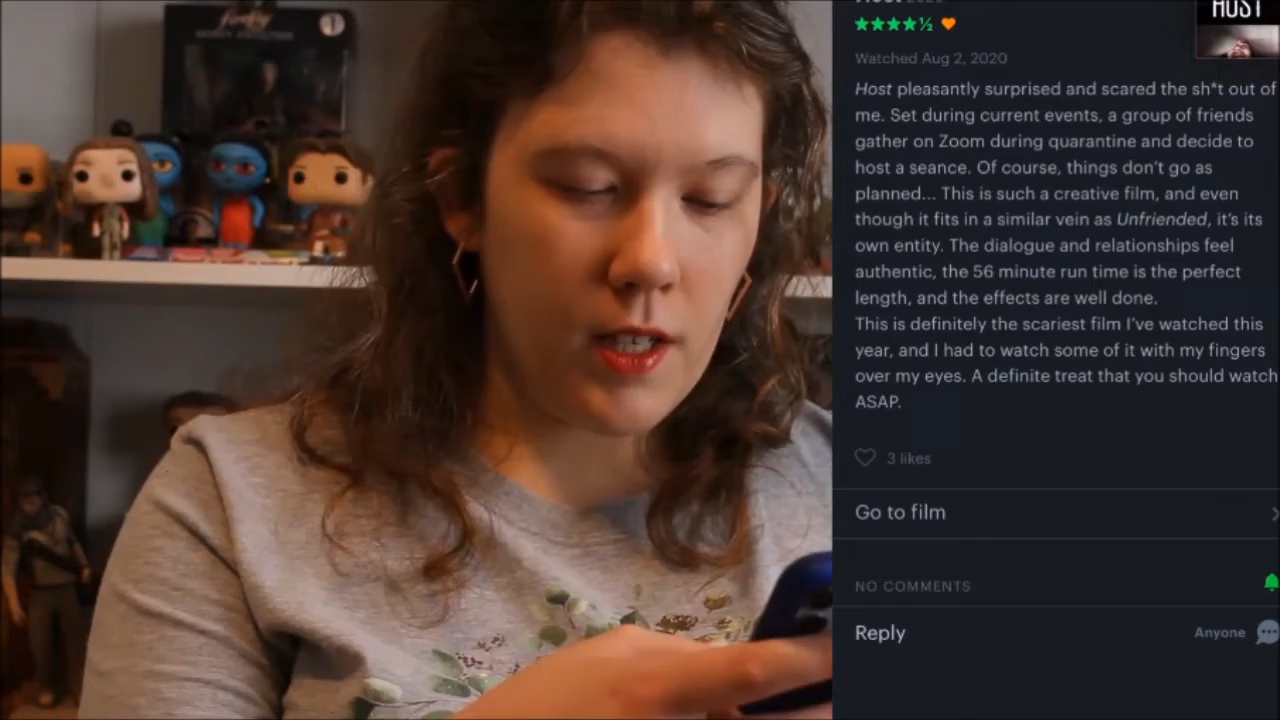 Firefly
HOST
★★★★½
Watched Aug 2, 2020
Host pleasantly surprised and scared the sh*t out of
me. Set during current events, a group of friends
gather on Zoom during quarantine and decide to
host a seance. Of course, things don't go as
planned... This is such a creative film, and even
though it fits in a similar vein as Unfriended, it's its
own entity. The dialogue and relationships feel
authentic, the 56 minute run time is the perfect
length, and the effects are well done.
This is definitely the scariest film I've watched this
year, and I had to watch some of it with my fingers
over my eyes. A definite treat that you should watch
ASAP.
3 likes
Go to film
NO COMMENTS
Reply
Anyone